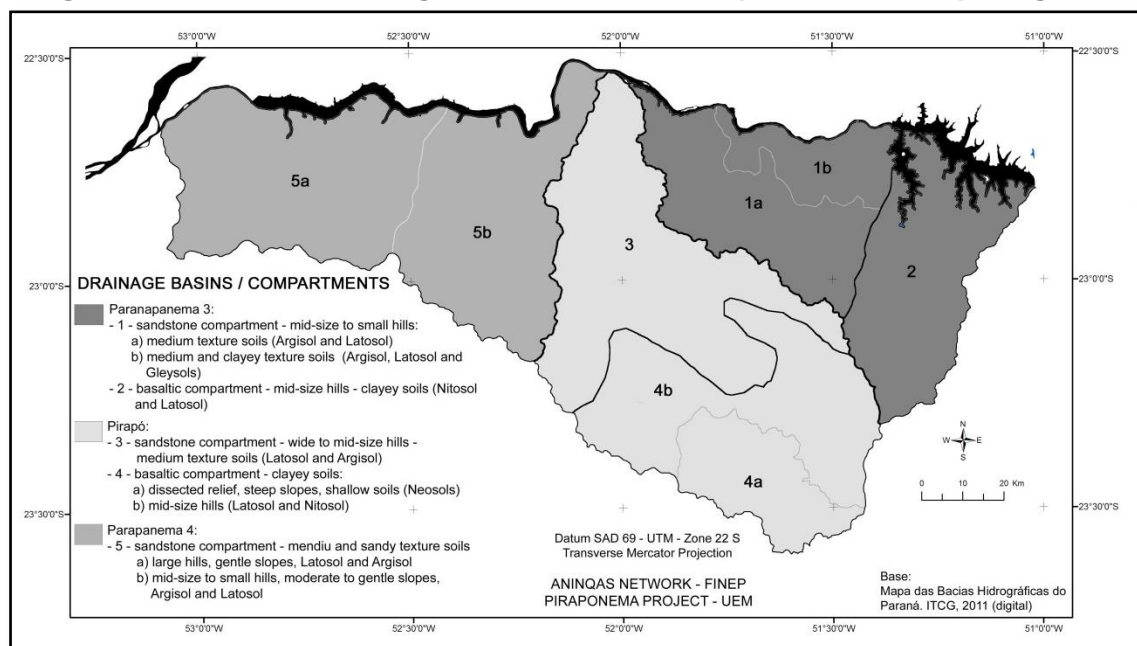 53°0'0"W 52°30'0"W 52°0'0"W 51°30'0"W 51°0'0"W
22°30'0"S 22°30'0"S
5a
5b
3
1b
1a
2
23°0'0"S 23°0'0"S
4b
4a
23°30'0"S 23°30'0"S
DRAINAGE BASINS / COMPARTMENTS
Paranapanema 3:
- 1 - sandstone compartment - mid-size to small hills:
a) medium texture soils (Argisol and Latosol)
b) medium and clayey texture soils (Argisol, Latosol and
Gleysols)
- 2 - basaltic compartment - mid-size hills - clayey soils (Nitosol
and Latosol)
Pirapó:
- 3 - sandstone compartment - wide to mid-size hills -
medium texture soils (Latosol and Argisol)
- 4 - basaltic compartment - clayey soils:
a) dissected relief, steep slopes, shallow soils (Neosols)
b) mid-size hills (Latosol and Nitosol)
Parapanema 4:
- 5 - sandstone compartment - mendiu and sandy texture soils
a) large hills, gentle slopes, Latosol and Argisol
b) mid-size to small hills, moderate to gentle slopes,
Argisol and Latosol
N
W E
S
0 10 20 Km
Datum SAD 69 - UTM - Zone 22 S
Transverse Mercator Projection
ANINQAS NETWORK - FINEP
PIRAPONEMA PROJECT - UEM
Base:
Mapa das Bacias Hidrográficas do
Paraná. ITCG, 2011 (digital)
53°0'0"W 52°30'0"W 52°0'0"W 51°30'0"W 51°0'0"W